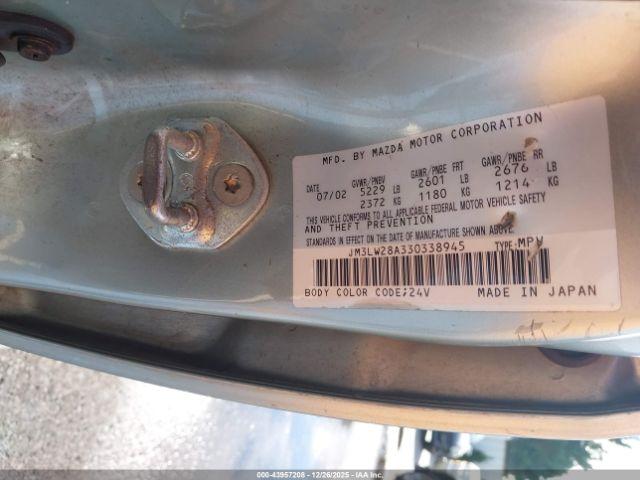 MFD. BY MAZDA MOTOR CORPORATION
DATE GVWR/PNBV GAWR/PNBE FRT GAWR/PNBE RR
07/02 5229 LB 2601 LB 2676 LB
2372 KG 1180 KG 1214 KG
THIS VEHICLE CONFORMS TO ALL APPLICABLE FEDERAL MOTOR VEHICLE SAFETY
AND THEFT PREVENTION
STANDARDS IN EFFECT ON THE DATE OF MANUFACTURE SHOWN ABOVE.
JM3LW28A330338945 TYPE:MPV
BODY COLOR CODE:24V MADE IN JAPAN
000-43957208 - 12/26/2025 - IAAI.COM